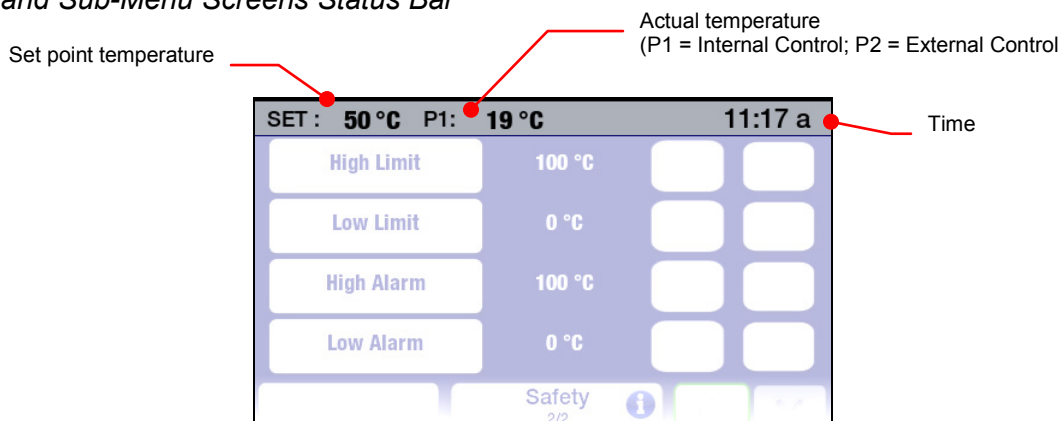 and Sub-Menu Screens Status Bar
Actual temperature
(P1 = Internal Control; P2 = External Control
Set point temperature
SET : 50 °C P1: 19 °C 11:17 a
Time
High Limit 100 °C
Low Limit 0 °C
High Alarm 100 °C
Low Alarm 0 °C
Safety
2/2